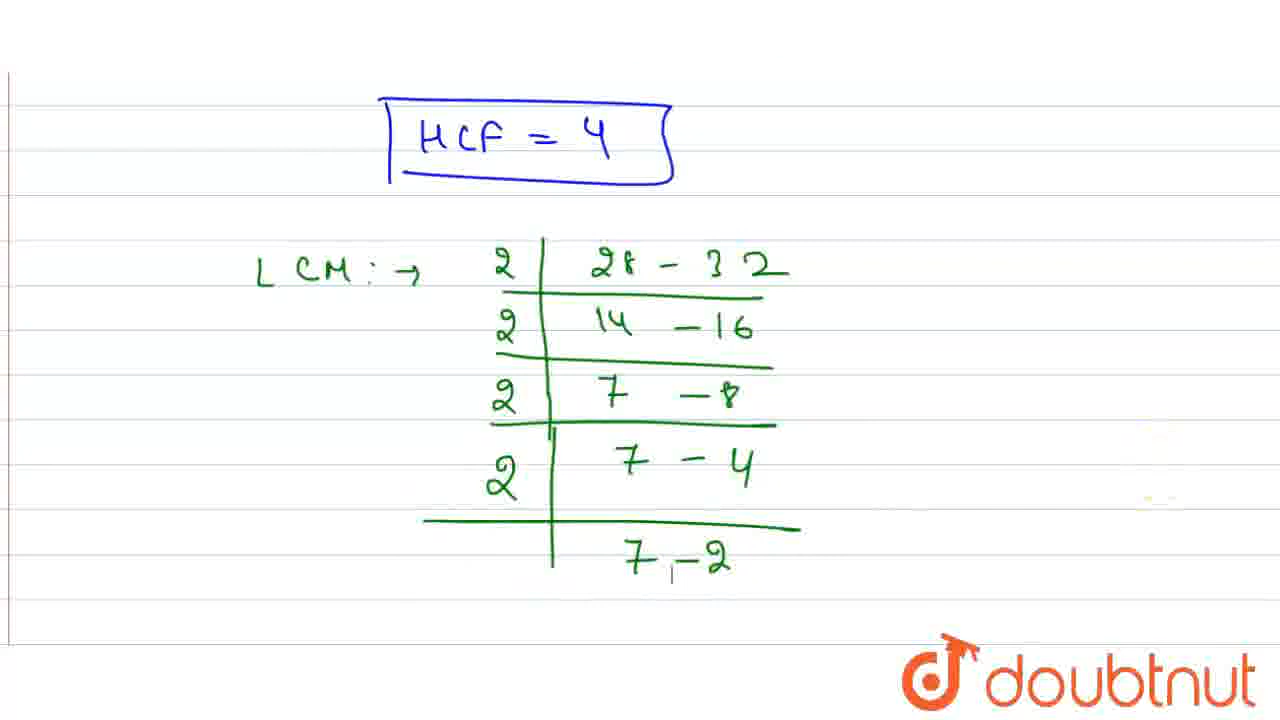 HCF = 4
LCM : → 2 28 - 32
2 14 - 16
2 7 - 8
2 7 - 4
7 - 2
doubtnut